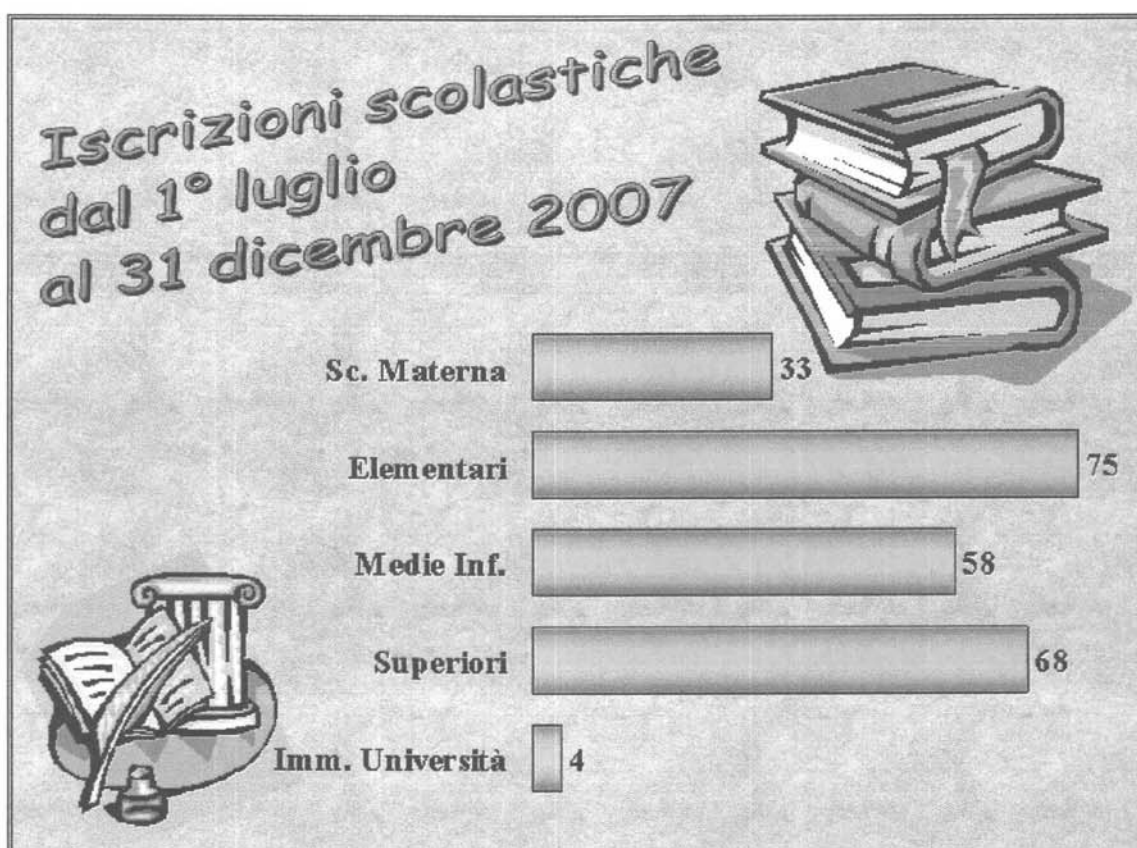 Iscrizioni scolastiche
dal 1° luglio
al 31 dicembre 2007
Sc. Materna 33
Elementari 75
Medie Inf. 58
Superiori 68
Imm. Università 4